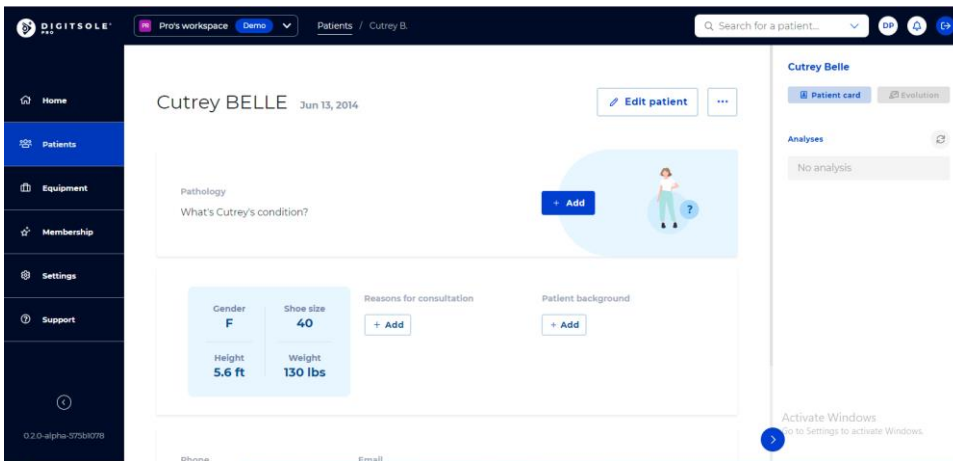 DIGITSOLE®
PRO
PR Pro's workspace Demo
Patients / Cutrey B.
Search for a patient...
DP
Home
Patients
Equipment
Membership
Settings
Support
0.2.0-alpha-575b1078
Cutrey BELLE Jun 13, 2014
Edit patient
...
Pathology
What's Cutrey's condition?
+ Add
?
Gender
F
Shoe size
40
Height
5.6 ft
Weight
130 lbs
Reasons for consultation
+ Add
Patient background
+ Add
Phone
Email
Cutrey Belle
Patient card
Evolution
Analyses
No analysis
Activate Windows
Go to Settings to activate Windows.